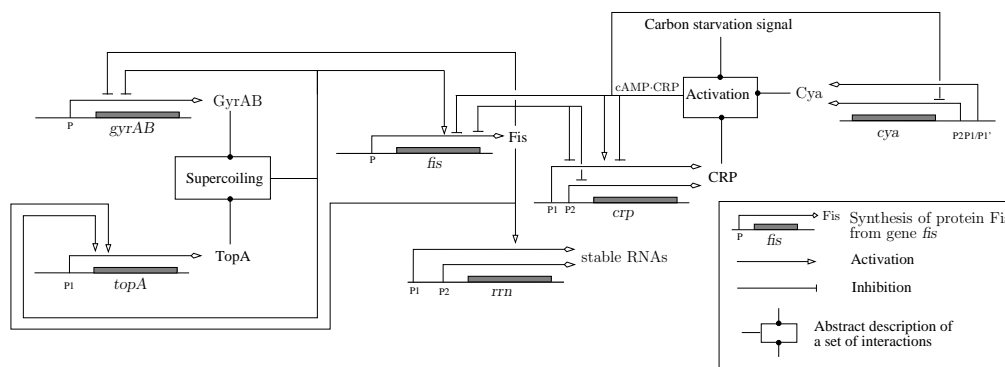 Carbon starvation signal
cAMP·CRP
Activation
Cya
GyrAB
P
gyrAB
Fis
P
fis
P2 P1/P1'
cya
Supercoiling
CRP
P1 P2
crp
TopA
P1
topA
stable RNAs
P1 P2
rrn
Fis
P
fis
Synthesis of protein Fis
from gene fis
Activation
Inhibition
Abstract description of
a set of interactions